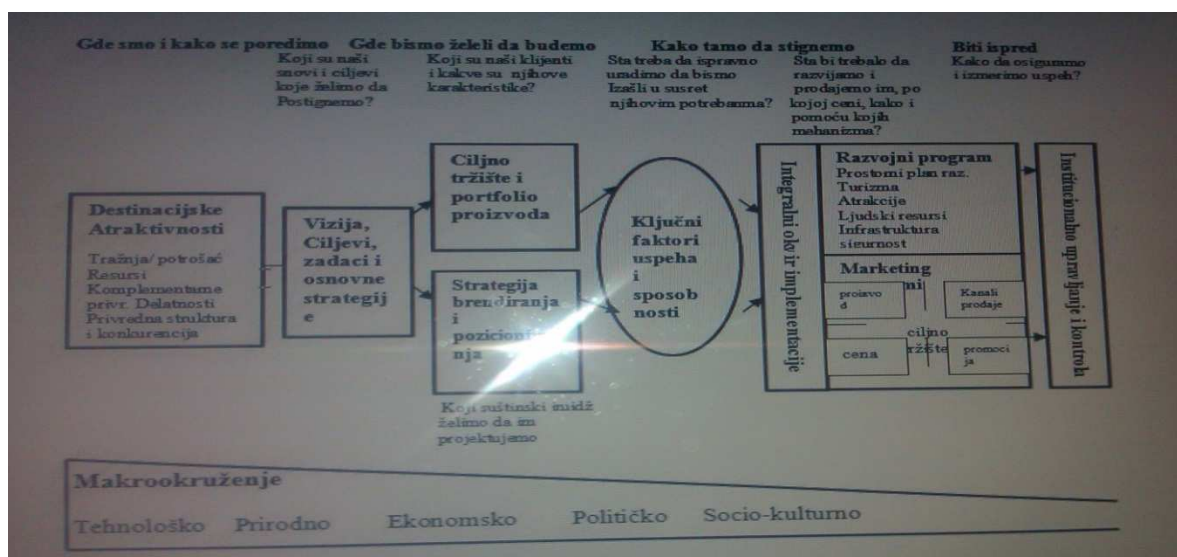 Gde smo i kako se poredimo
Gde bismo želeli da budemo
Kako tamo da stignemo
Biti ispred
Koji su naši
snovi i ciljevi
koje želimo da
Postignemo?
Koji su naši klijenti
i kakve su njihove
karakteristike?
Sta treba da ispravno
uradimo da bismo
Izašli u susret
njihovim potrebama?
Sta bi trebalo da
razvijamo i
prodajemo im, po
kojoj ceni, kako i
pomoću kojih
mehanizma?
Kako da osiguramo
i izmerimo uspeh?
Destinacijske
Atraktivnosti
Tražnja/potrošač
Resursi
Komplementarne
privr. Delatnosti
Privredna struktura
i konkurencija
Vizija,
Ciljevi,
zadaci i
osnovne
strategij
e
Ciljno
tržište i
portfolio
proizvoda
Strategija
brendiranja
i
nja
Koji suštinski imidž
želimo da im
projektujemo
Ključni
faktori
uspeha
i
sposob
nosti
Integralni okvir implementacije
Razvojni program
Prostorni plan raz.
Turizma
Atrakcije
Ljudski resursi
Infrastruktura
sigurnost
Marketing
ni
proizvo
d
Kanali
prodaje
ciljno
ržište
cena
promoci
ja
Institucionalno upravljanje i kontrola
Makrookruženje
Tehnološko Prirodno Ekonomsko Političko Socio-kulturno